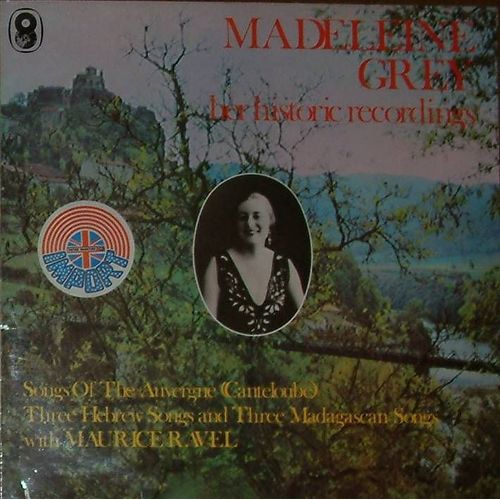 MADELEINE
GREY
her historic recordings
IMPORT
Songs Of The Auvergne (Canteloube)
Three Hebrew Songs and Three Madagascan Songs
with MAURICE RAVEL